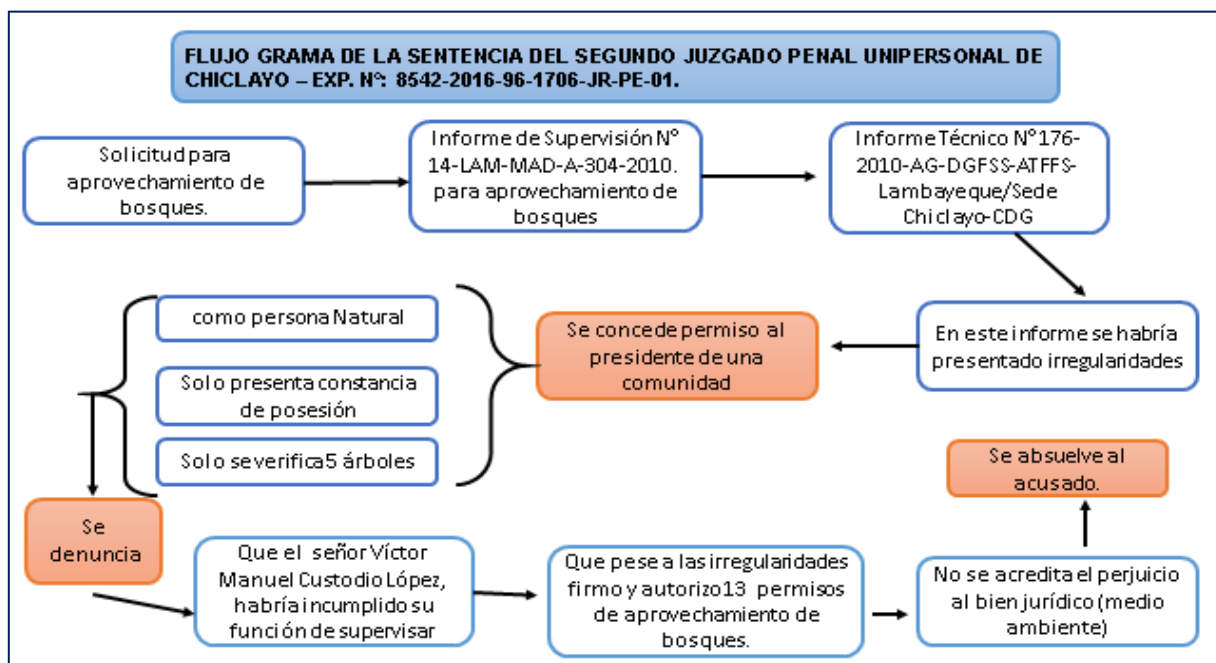 FLUJO GRAMA DE LA SENTENCIA DEL SEGUNDO JUZGADO PENAL UNIPERSONAL DE
CHICLAYO – EXP. Nº: 8542-2016-96-1706-JR-PE-01.
Solicitud para
aprovechamiento de
bosques.
Informe de Supervisión N°
14-LAM-MAD-A-304-2010.
para aprovechamiento de
bosques
Informe Técnico N°176-
2010-AG-DGFSS-ATFFS-
Lambayeque/Sede
Chiclayo-CDG
En este informe se habría
presentado irregularidades
Se concede permiso al
presidente de una
comunidad
como persona Natural
Solo presenta constancia
de posesión
Solo se verifica 5 árboles
Se
denuncia
Que el señor Víctor
Manuel Custodio López,
habría incumplido su
función de supervisar
Que pese a las irregularidades
firmo y autorizo 13 permisos
de aprovechamiento de
bosques.
No se acredita el perjuicio
al bien jurídico (medio
ambiente)
Se absuelve al
acusado.